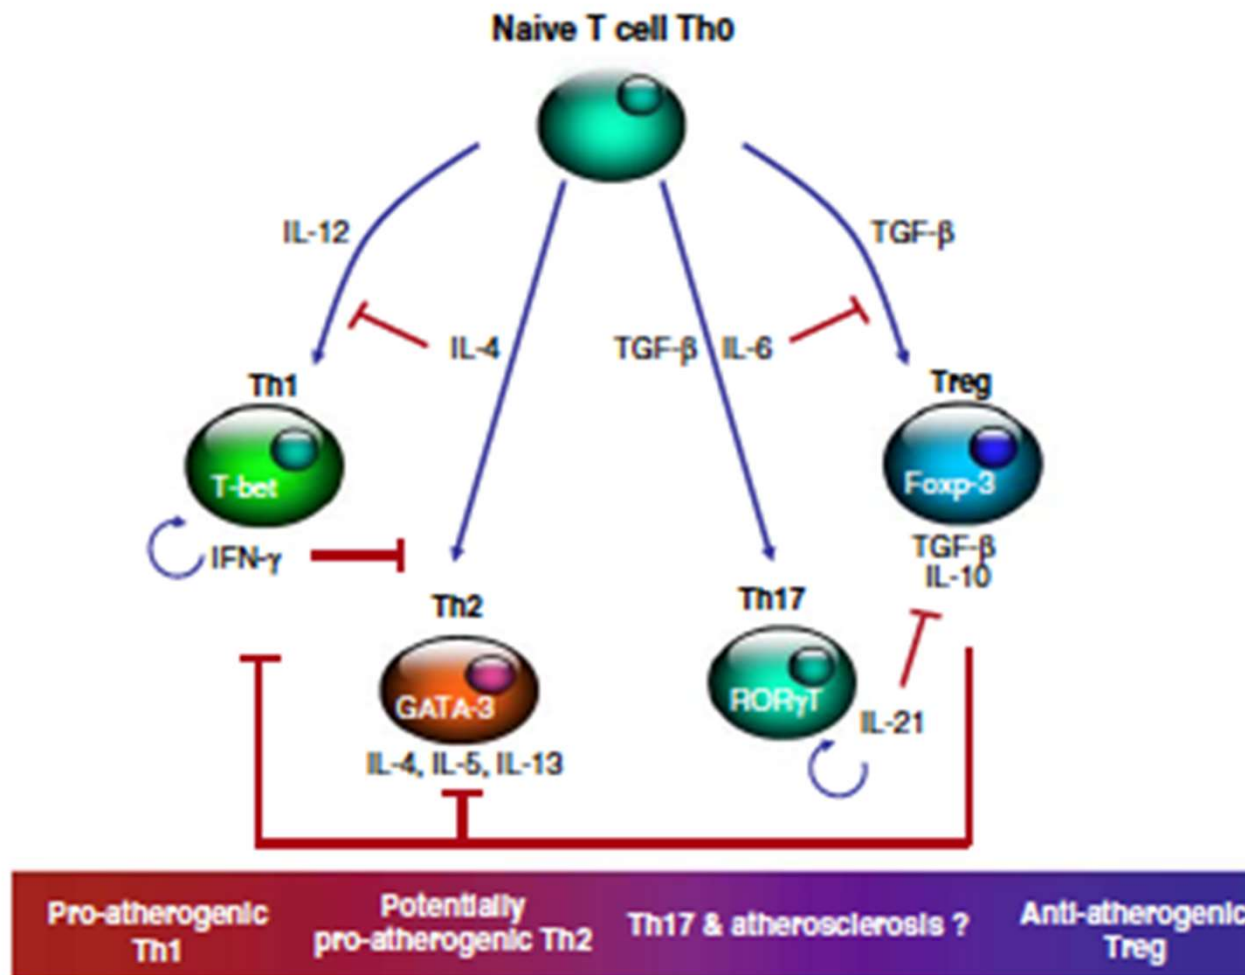 Naive T cell Th0
IL-12
TGF-β
IL-4
TGF-β
IL-6
Th1
Treg
T-bet
Foxp-3
IFN-γ
TGF-β
IL-10
Th2
Th17
GATA-3
RORγT
IL-21
IL-4, IL-5, IL-13
Pro-atherogenic
Th1
Potentially
pro-atherogenic Th2
Th17 & atherosclerosis ?
Anti-atherogenic
Treg